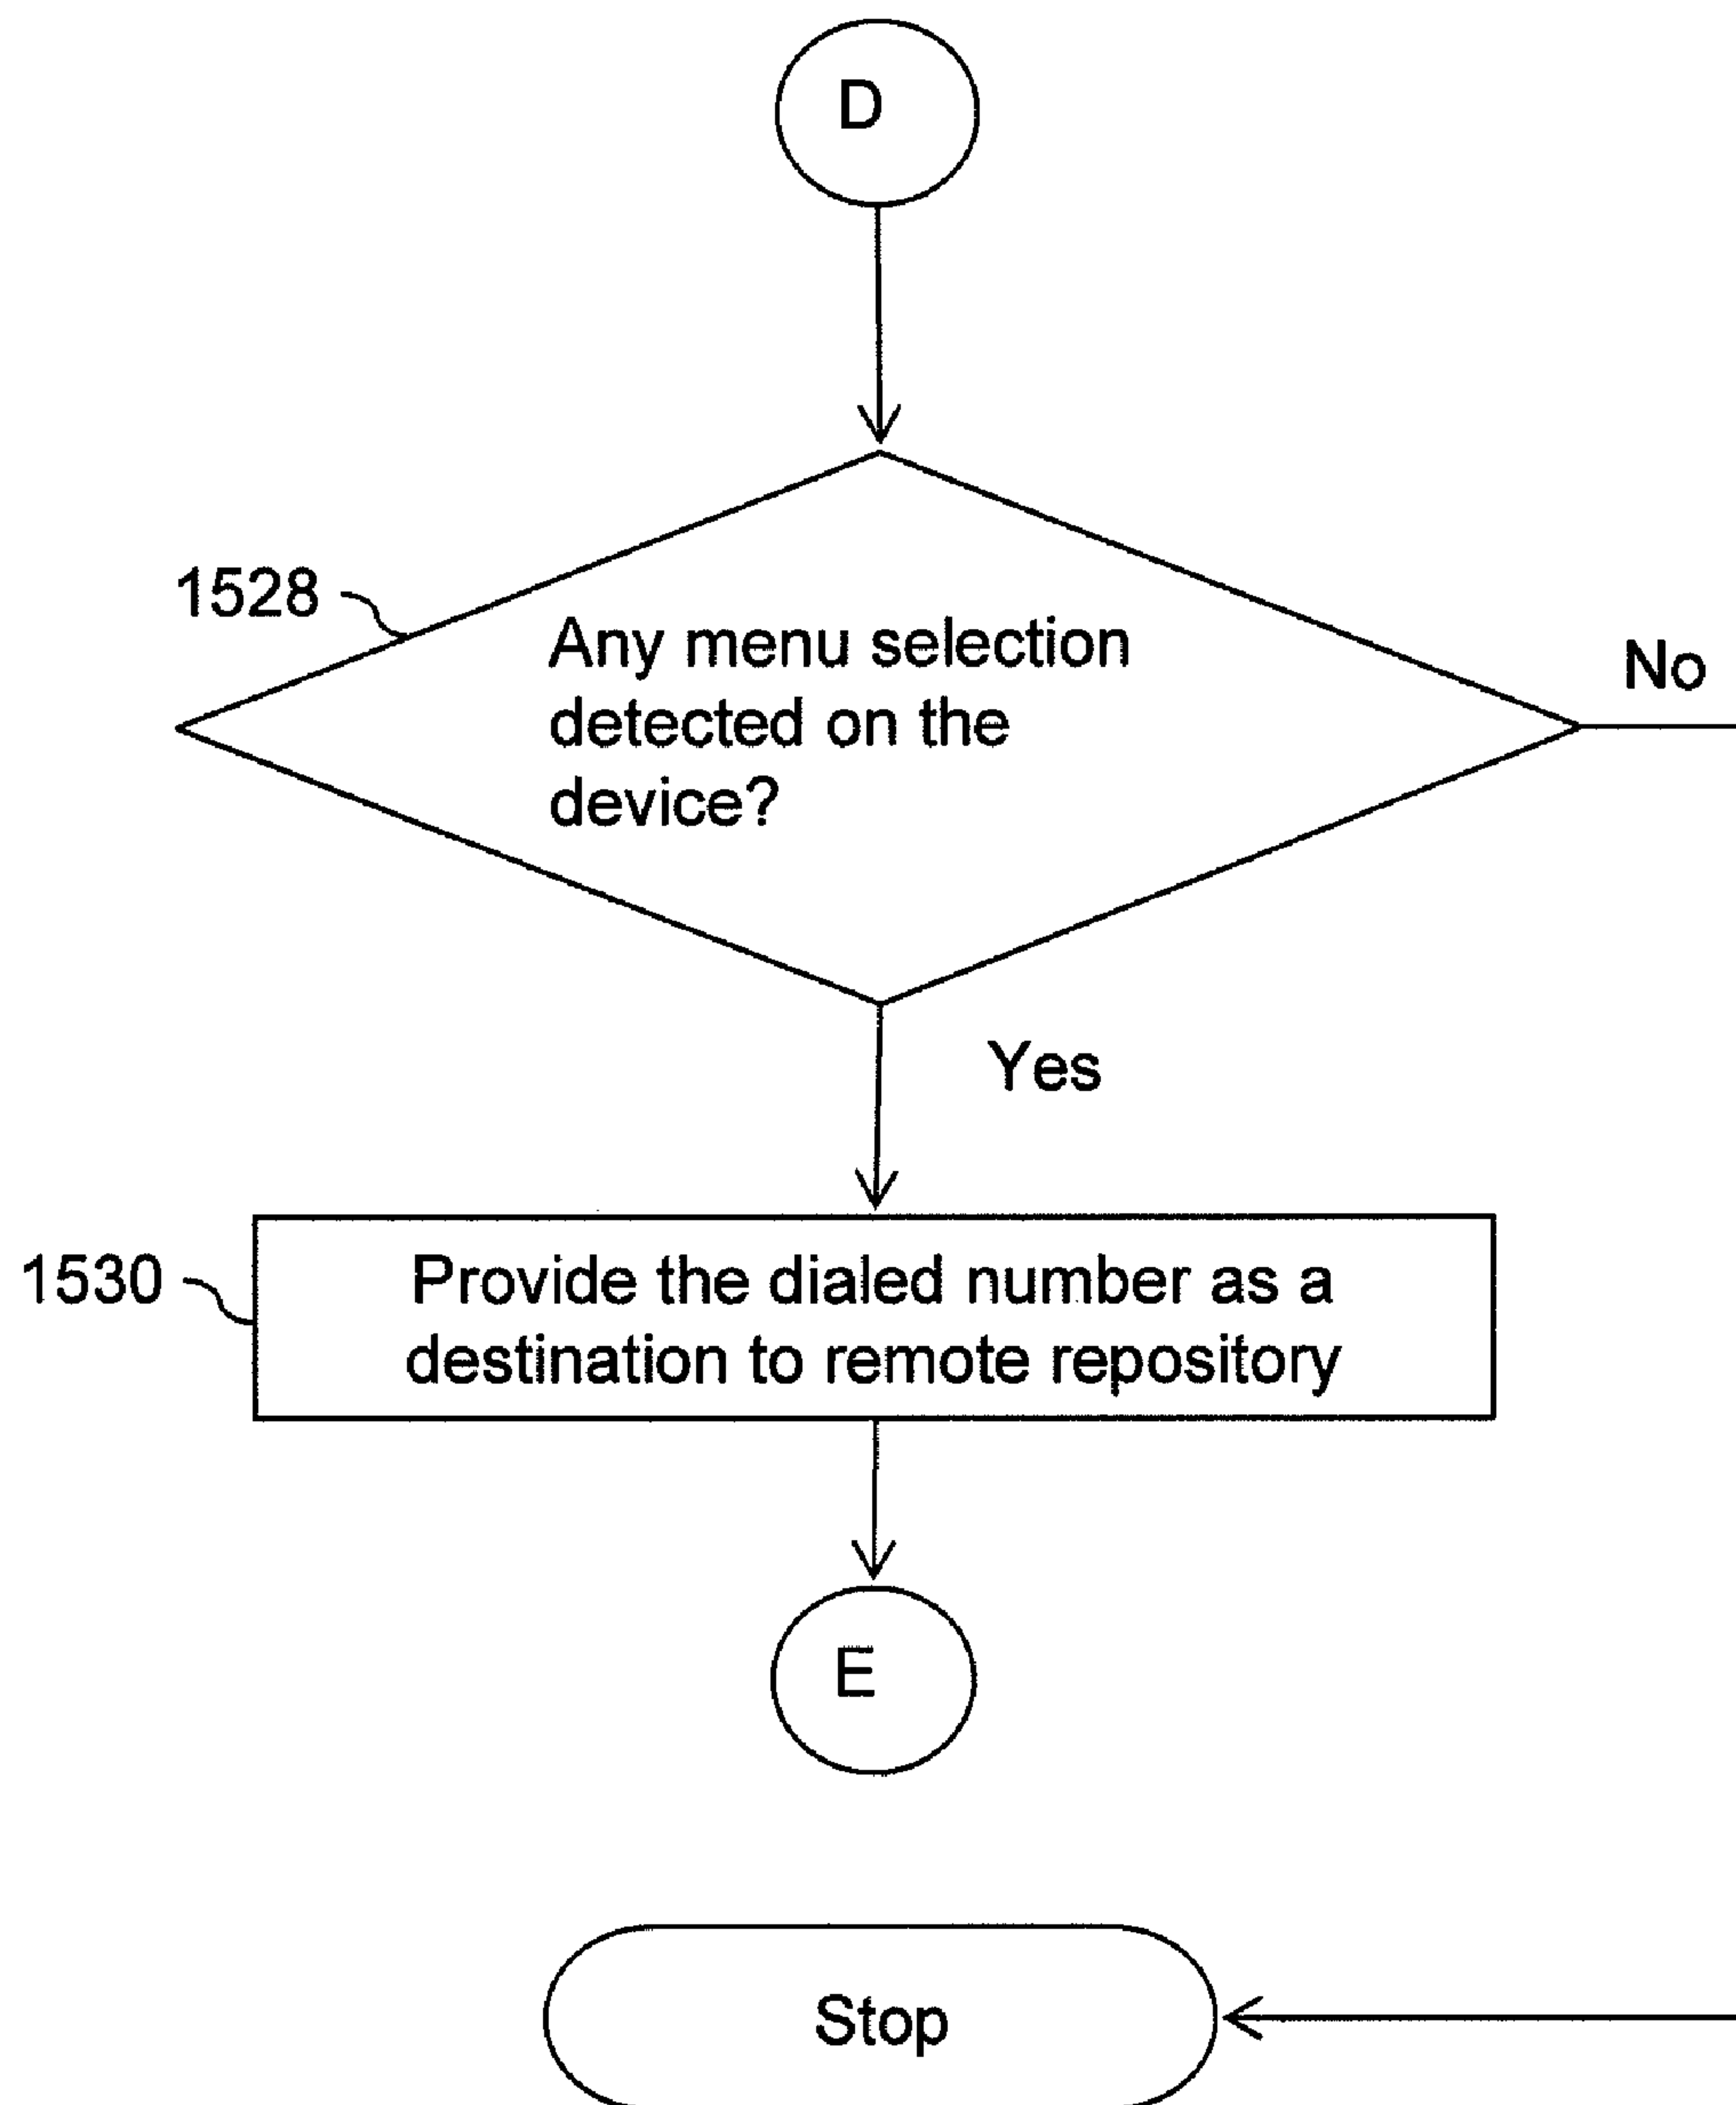 D
1528
Any menu selection
detected on the
device?
No
Yes
1530
Provide the dialed number as a
destination to remote repository
E
Stop